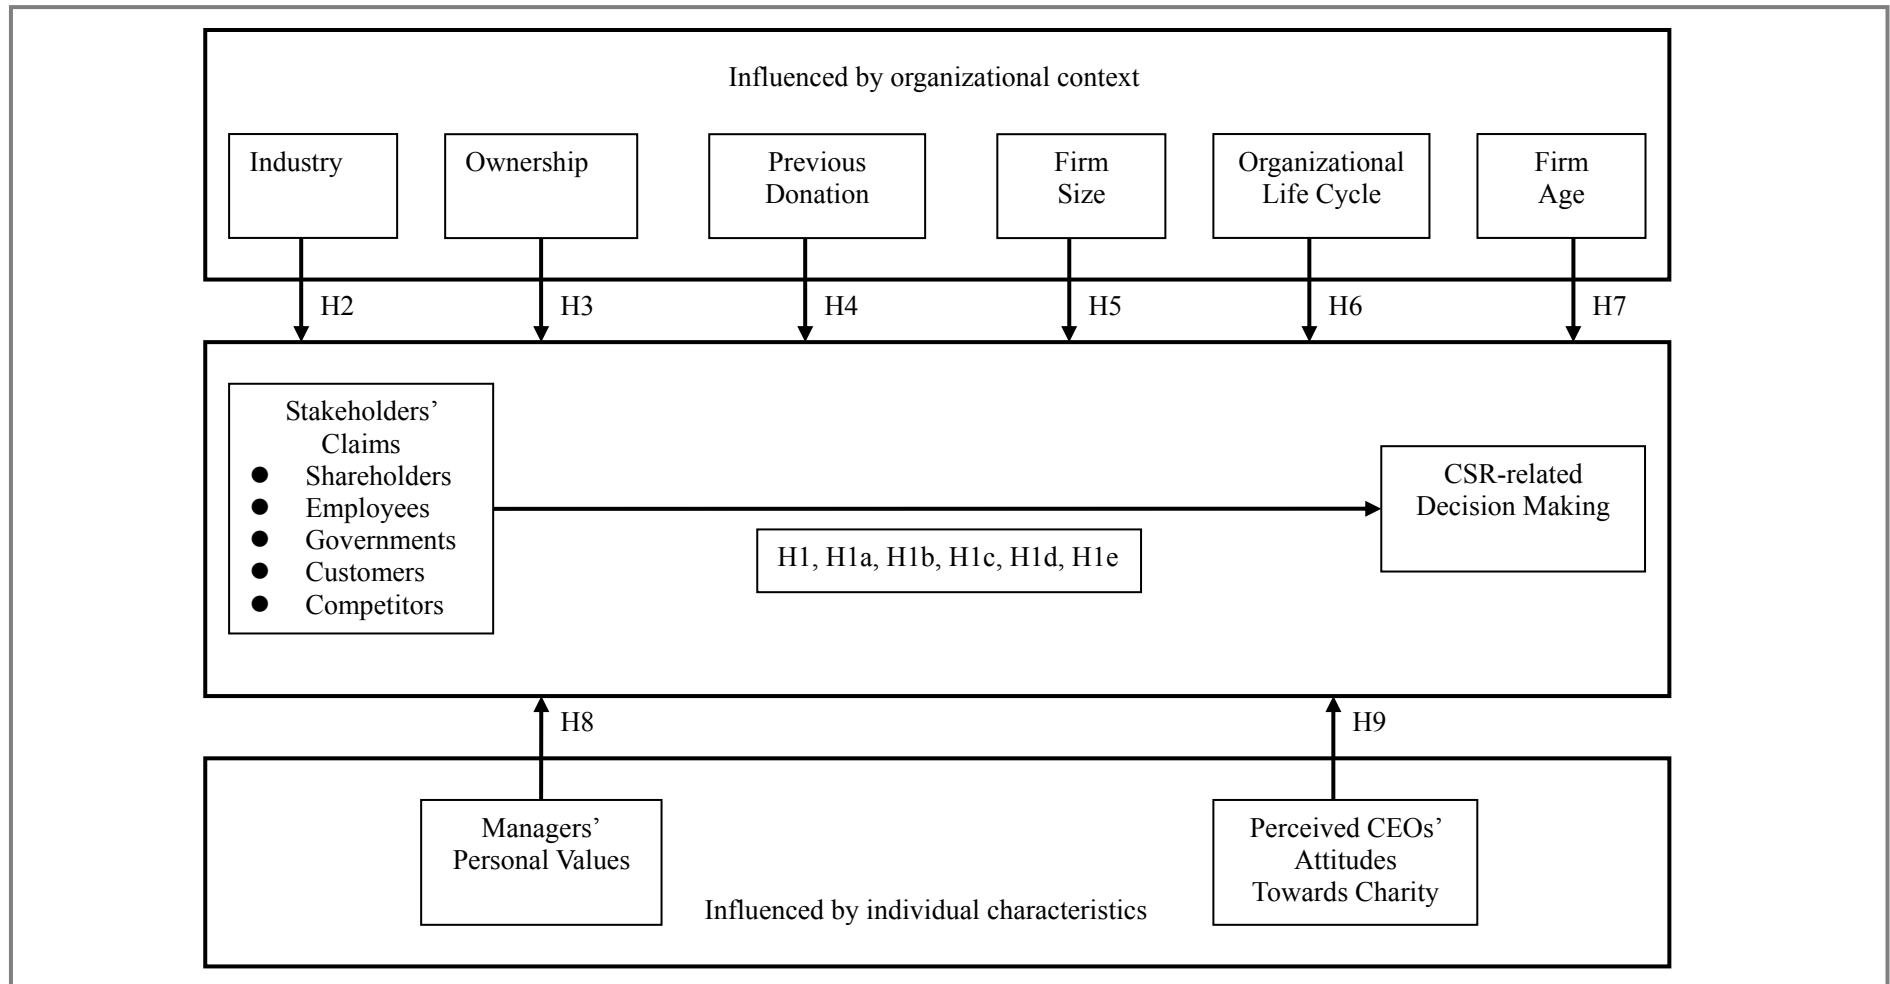 Influenced by organizational context
Industry
Ownership
Previous
Donation
Firm
Size
Organizational
Life Cycle
Firm
Age
H2
H3
H4
H5
H6
H7
Stakeholders’
Claims
● Shareholders
● Employees
● Governments
● Customers
● Competitors
H1, H1a, H1b, H1c, H1d, H1e
CSR-related
Decision Making
H8
H9
Managers’
Personal Values
Perceived CEOs’
Attitudes
Towards Charity
Influenced by individual characteristics